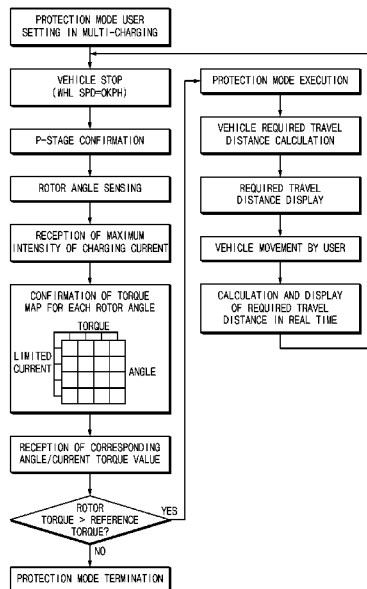 PROTECTION MODE USER
SETTING IN MULTI-CHARGING
VEHICLE STOP
(WHL SPD=0KPH)
P-STAGE CONFIRMATION
ROTOR ANGLE SENSING
RECEPTION OF MAXIMUM
INTENSITY OF CHARGING CURRENT
CONFIRMATION OF TORQUE
MAP FOR EACH ROTOR ANGLE
TORQUE
LIMITED
CURRENT
ANGLE
RECEPTION OF CORRESPONDING
ANGLE/CURRENT TORQUE VALUE
ROTOR
TORQUE > REFERENCE
TORQUE?
YES
NO
PROTECTION MODE TERMINATION
PROTECTION MODE EXECUTION
VEHICLE REQUIRED TRAVEL
DISTANCE CALCULATION
REQUIRED TRAVEL
DISTANCE DISPLAY
VEHICLE MOVEMENT BY USER
CALCULATION AND DISPLAY
OF REQUIRED TRAVEL
DISTANCE IN REAL TIME